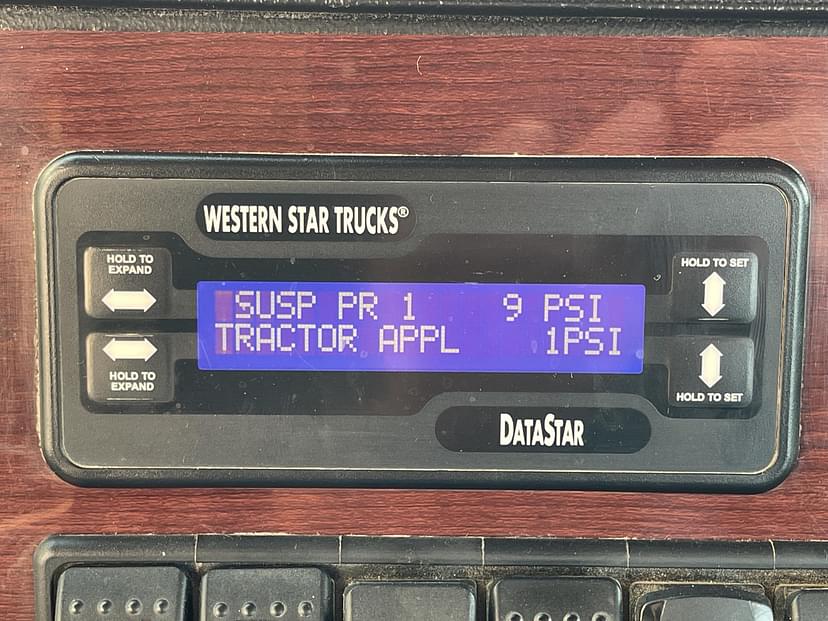 WESTERN STAR TRUCKS®
HOLD TO
EXPAND
HOLD TO SET
SUSP PR 1 9 PSI
TRACTOR APPL 1PSI
HOLD TO
EXPAND
HOLD TO SET
DATASTAR